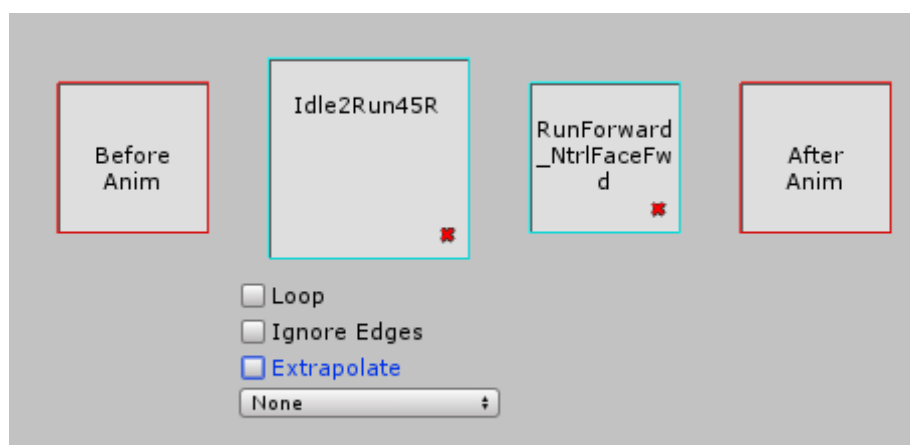 Before
Anim
Idle2Run45R
RunForward
_NtrlFaceFw
d
After
Anim
Loop
Ignore Edges
Extrapolate
None